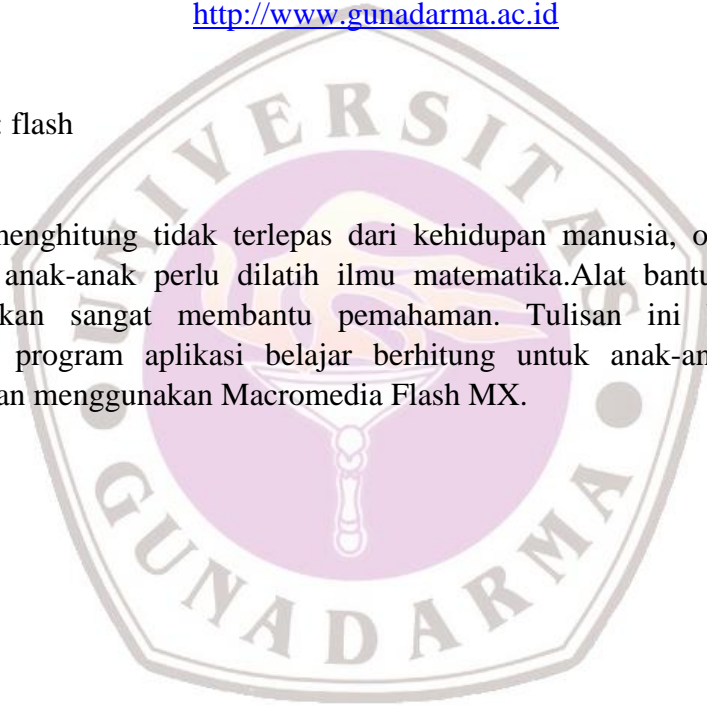 http://www.gunadarma.ac.id
: flash
menghitung tidak terlepas dari kehidupan manusia, o
anak-anak perlu dilatih ilmu matematika.Alat bantu
kan sangat membantu pemahaman. Tulisan ini
program aplikasi belajar berhitung untuk anak-an
an menggunakan Macromedia Flash MX.
UNIVERSITAS
GUNADARMA